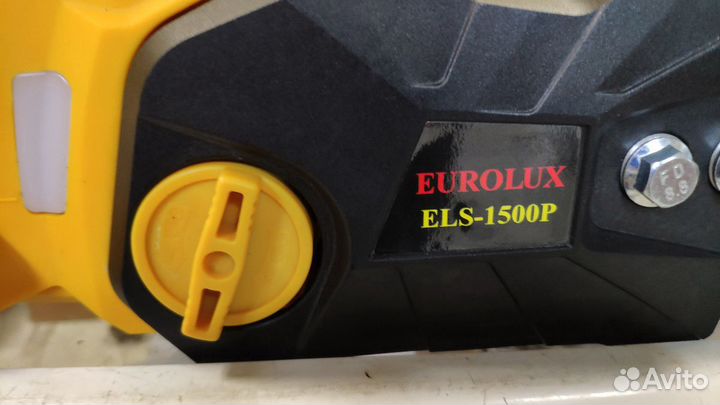 EUROLUX
ELS-1500P
FD
8.8
Avito